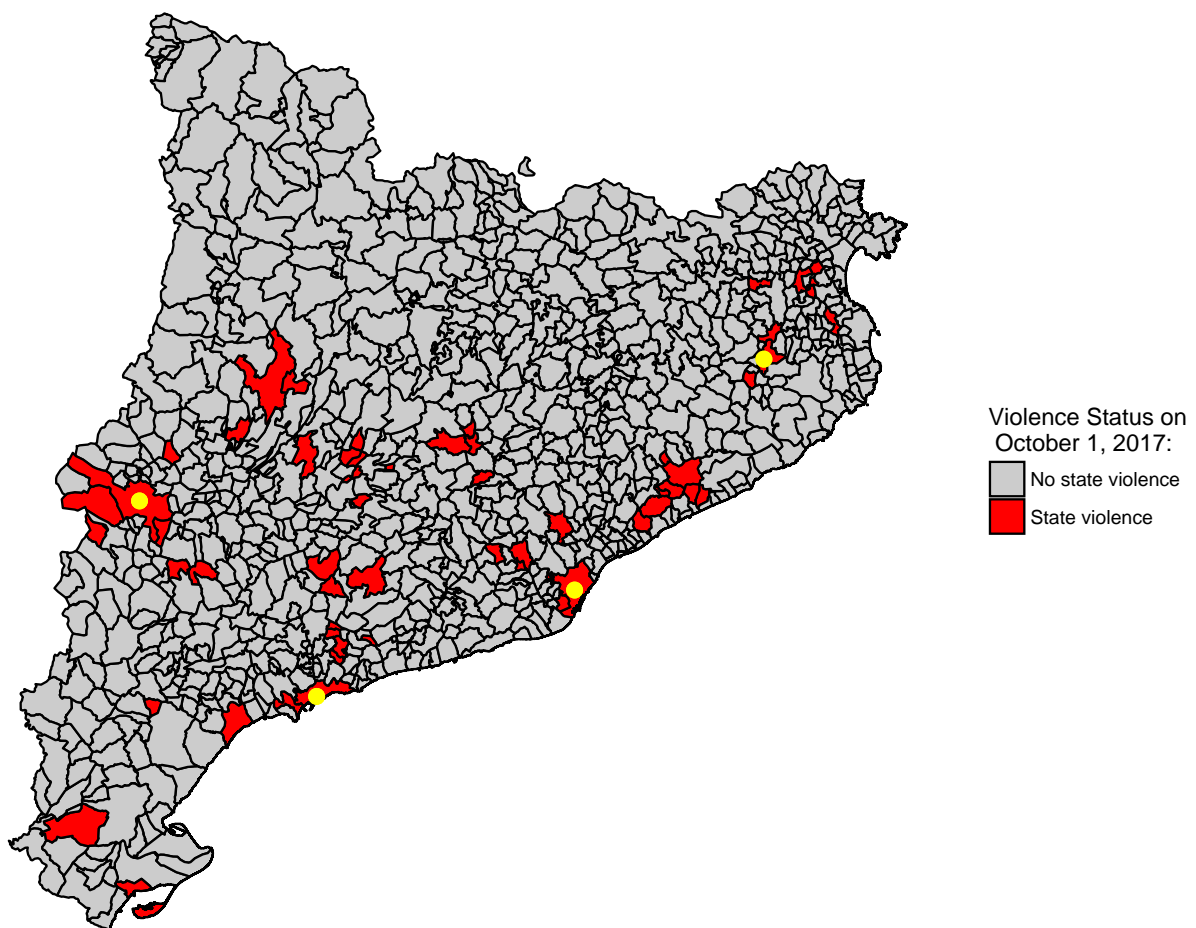 Violence Status on
October 1, 2017:
No state violence
State violence